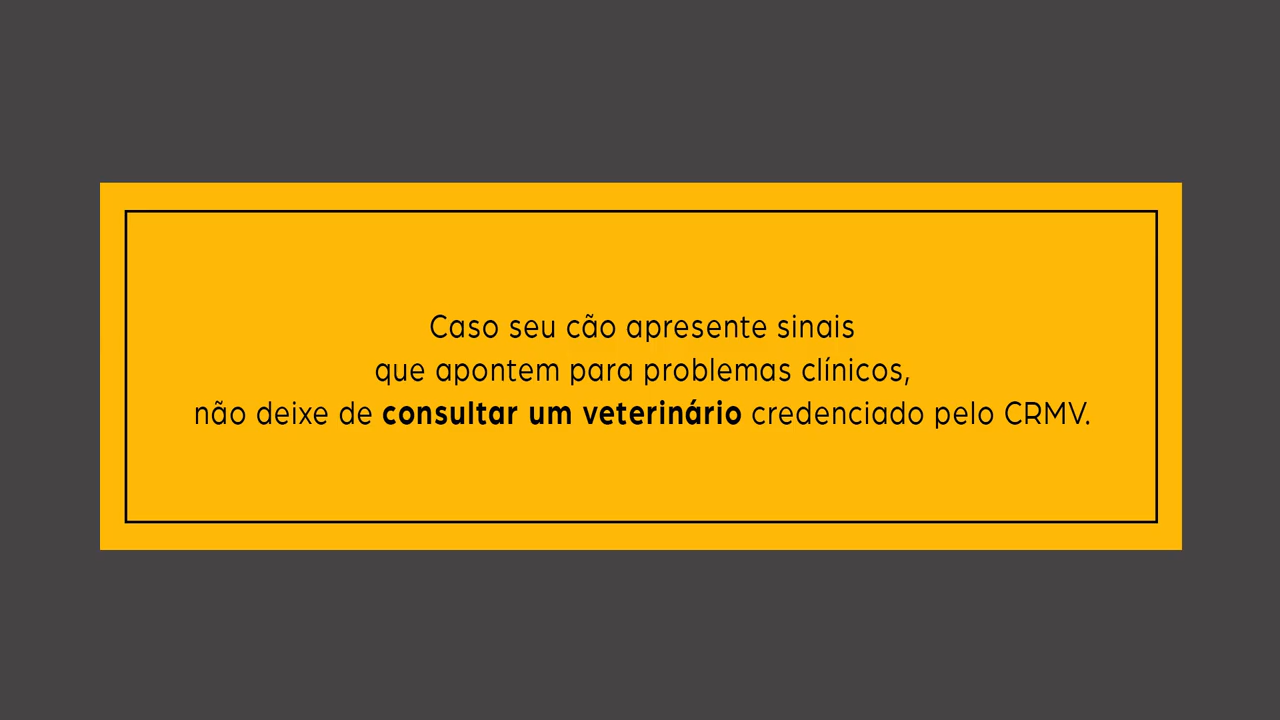 Caso seu cão apresente sinais
que apontem para problemas clínicos,
não deixe de consultar um veterinário credenciado pelo CRMV.